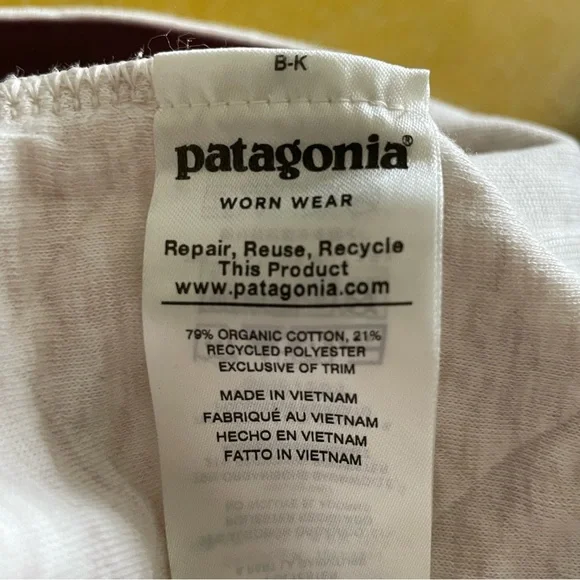 B-K
patagonia®
WORN WEAR
Repair, Reuse, Recycle
This Product
www.patagonia.com
79% ORGANIC COTTON, 21%
RECYCLED POLYESTER
EXCLUSIVE OF TRIM
MADE IN VIETNAM
FABRIQUÉ AU VIETNAM
HECHO EN VIETNAM
FATTO IN VIETNAM